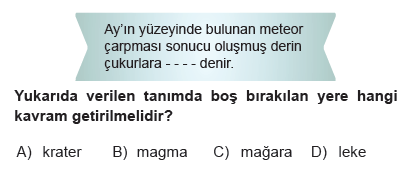 Ay'ın yüzeyinde bulunan meteor
çarpması sonucu oluşmuş derin
çukurlara - - - - denir.
Yukarıda verilen tanımda boş bırakılan yere hangi
kavram getirilmelidir?
A) krater B) magma C) mağara D) leke